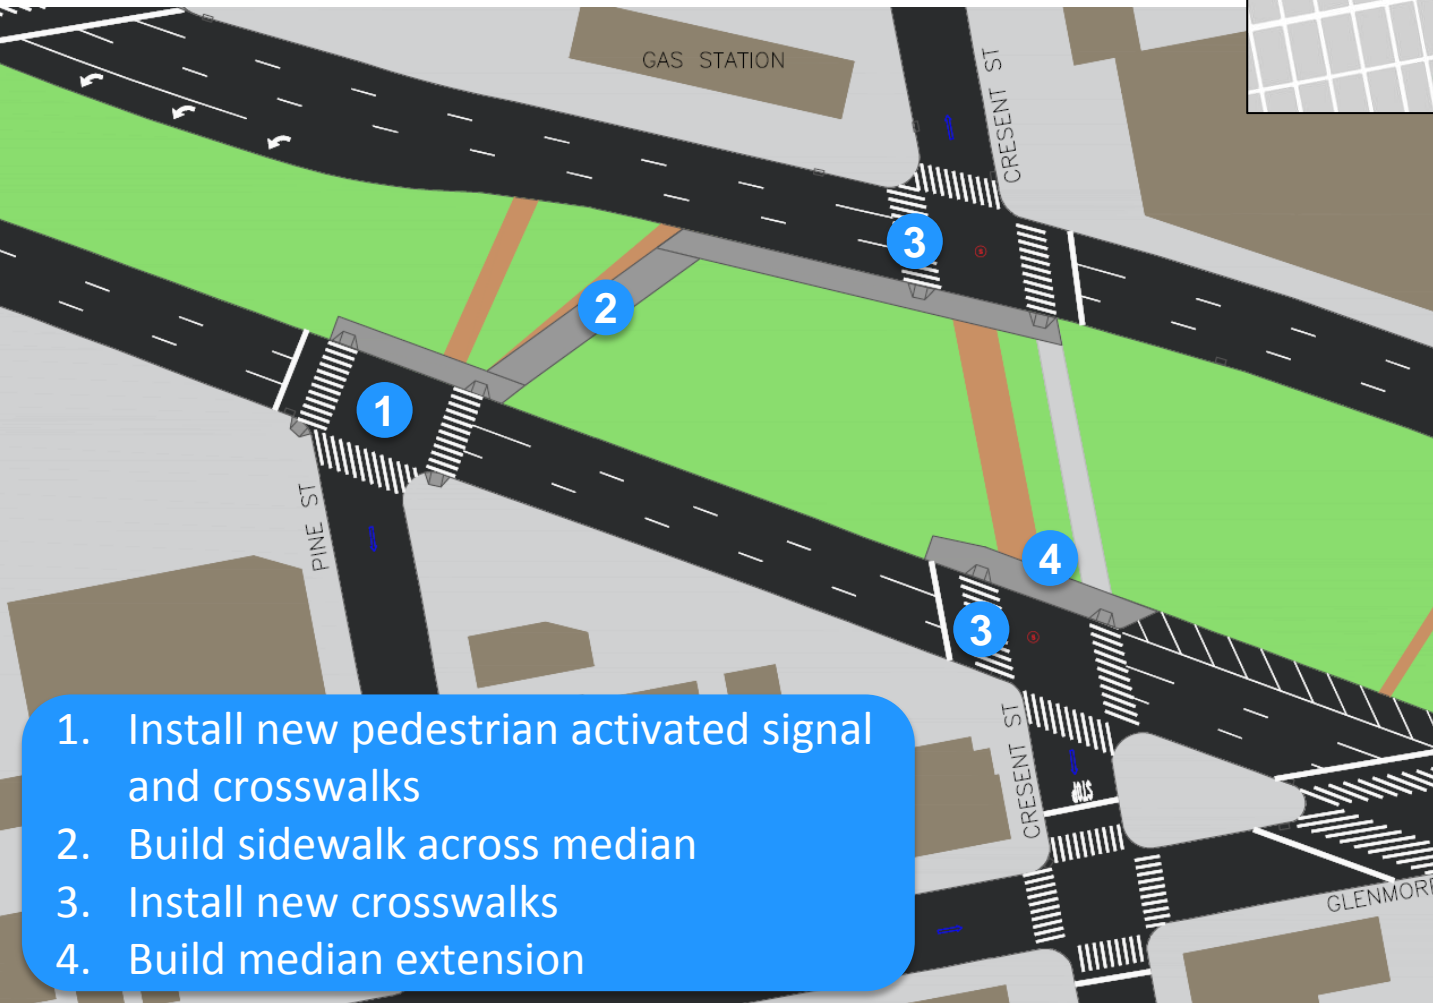 GAS STATION
CRESENT ST
3
2
1
PINE ST
4
3
CRESENT ST
STOP
GLENMORE
1. Install new pedestrian activated signal
and crosswalks
2. Build sidewalk across median
3. Install new crosswalks
4. Build median extension